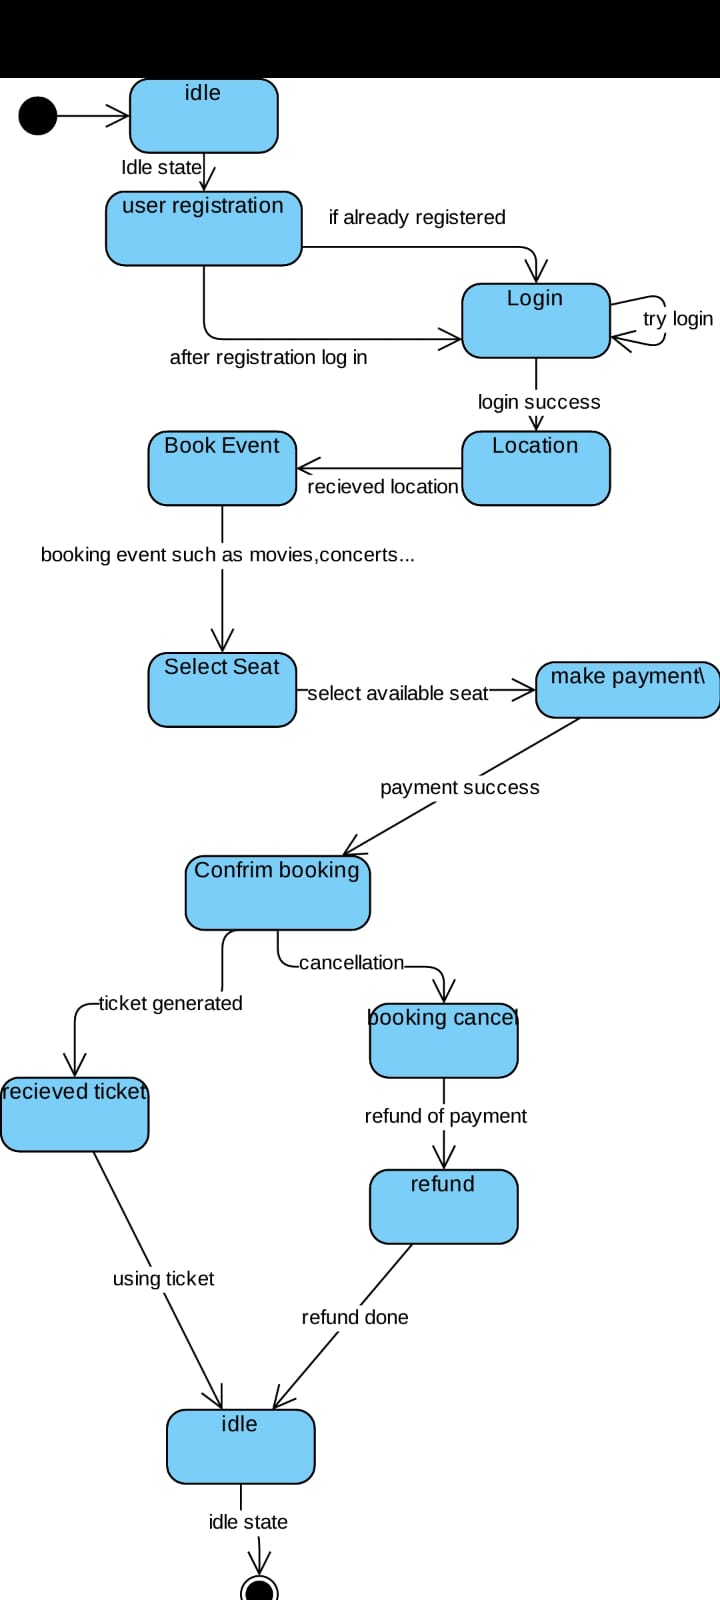 idle
Idle state
user registration
if already registered
Login
try login
after registration log in
login success
Book Event
Location
recieved location
booking event such as movies,concerts...
Select Seat
select available seat
make payment\
payment success
Confrim booking
cancellation
ticket generated
booking cancel
recieved ticket
refund of payment
refund
using ticket
refund done
idle
idle state